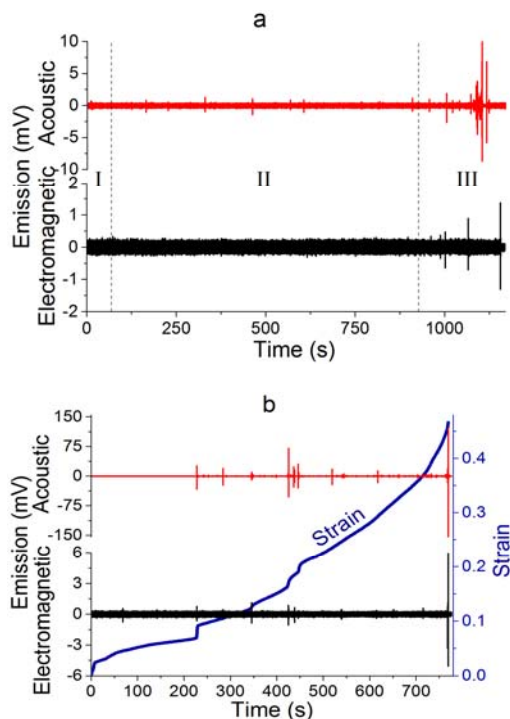 a
Emission (mV)
Acoustic
10
5
0
-5
10
I
II
III
Electromagnetic
2
1
0
-1
-2
0
250
500
750
1000
Time (s)
b
Emission (mV)
Acoustic
150
75
0
-75
-150
Electromagnetic
6
3
0
-3
-6
Strain
0.4
0.3
0.2
0.1
0.0
Strain
0
100
200
300
400
500
600
700
Time (s)